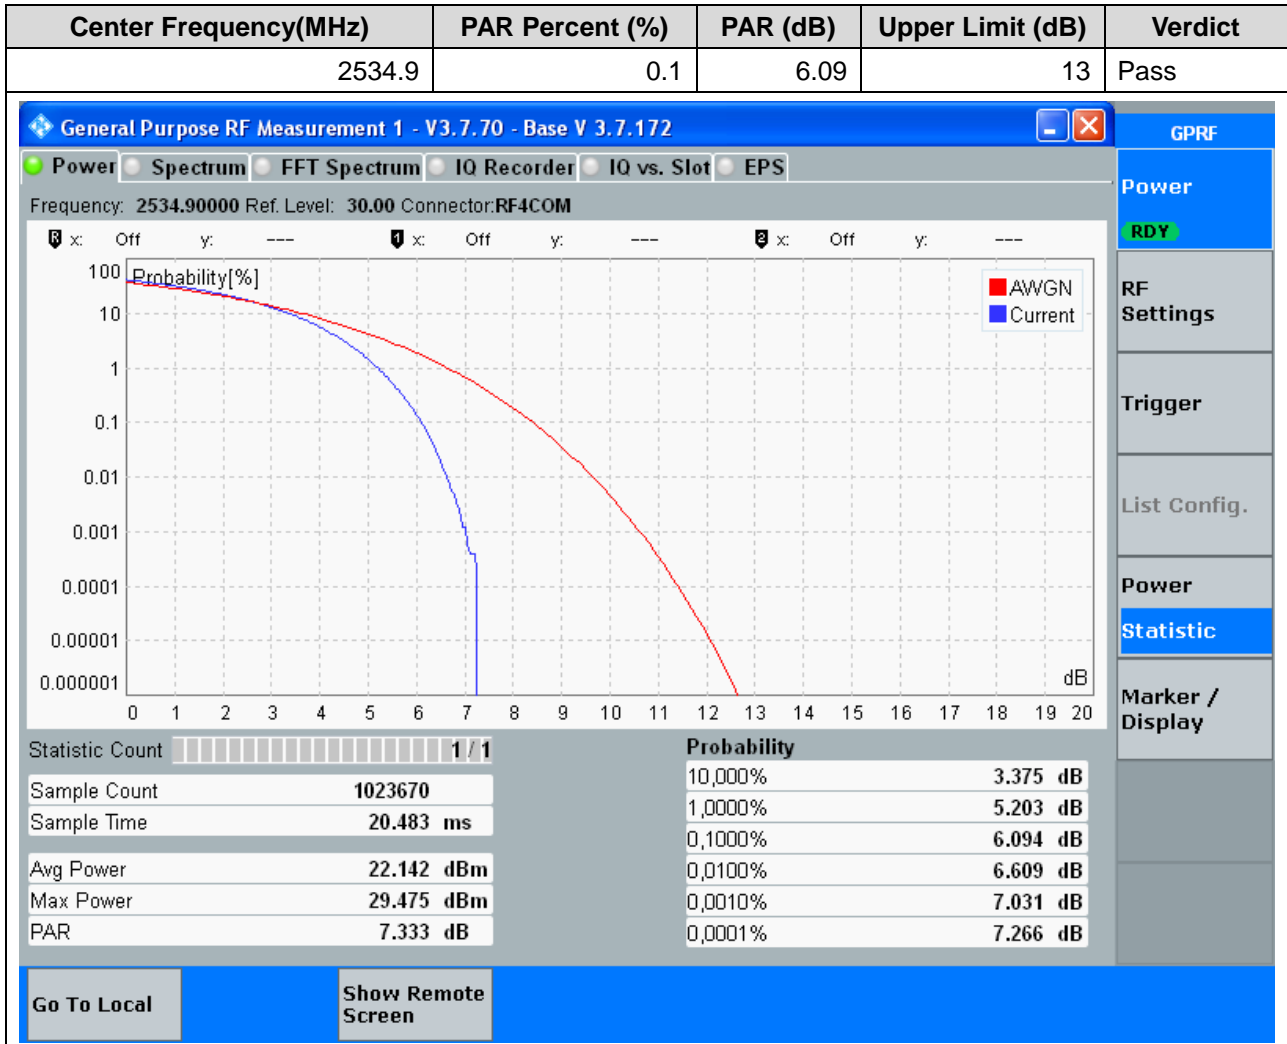 Center Frequency(MHz) PAR Percent (%) PAR (dB) Upper Limit (dB) Verdict
2534.9 0.1 6.09 13 Pass
General Purpose RF Measurement 1 - V3.7.70 - Base V 3.7.172
GPRF
Power Spectrum FFT Spectrum IQ Recorder IQ vs. Slot EPS
Power
RDY
Frequency: 2534.90000 Ref. Level: 30.00 Connector:RF4COM
R x: Off y: --- 1 x: Off y: --- 2 x: Off y: ---
Probability[%]
AWGN
Current
100
10
1
0.1
0.01
0.001
0.0001
0.00001
0.000001
dB
0 1 2 3 4 5 6 7 8 9 10 11 12 13 14 15 16 17 18 19 20
RF
Settings
Trigger
List Config.
Power
Statistic
Marker /
Display
Statistic Count 1 / 1
Sample Count 1023670
Sample Time 20.483 ms
Avg Power 22.142 dBm
Max Power 29.475 dBm
PAR 7.333 dB
Probability
10,000% 3.375 dB
1,0000% 5.203 dB
0,1000% 6.094 dB
0,0100% 6.609 dB
0,0010% 7.031 dB
0,0001% 7.266 dB
Go To Local
Show Remote
Screen